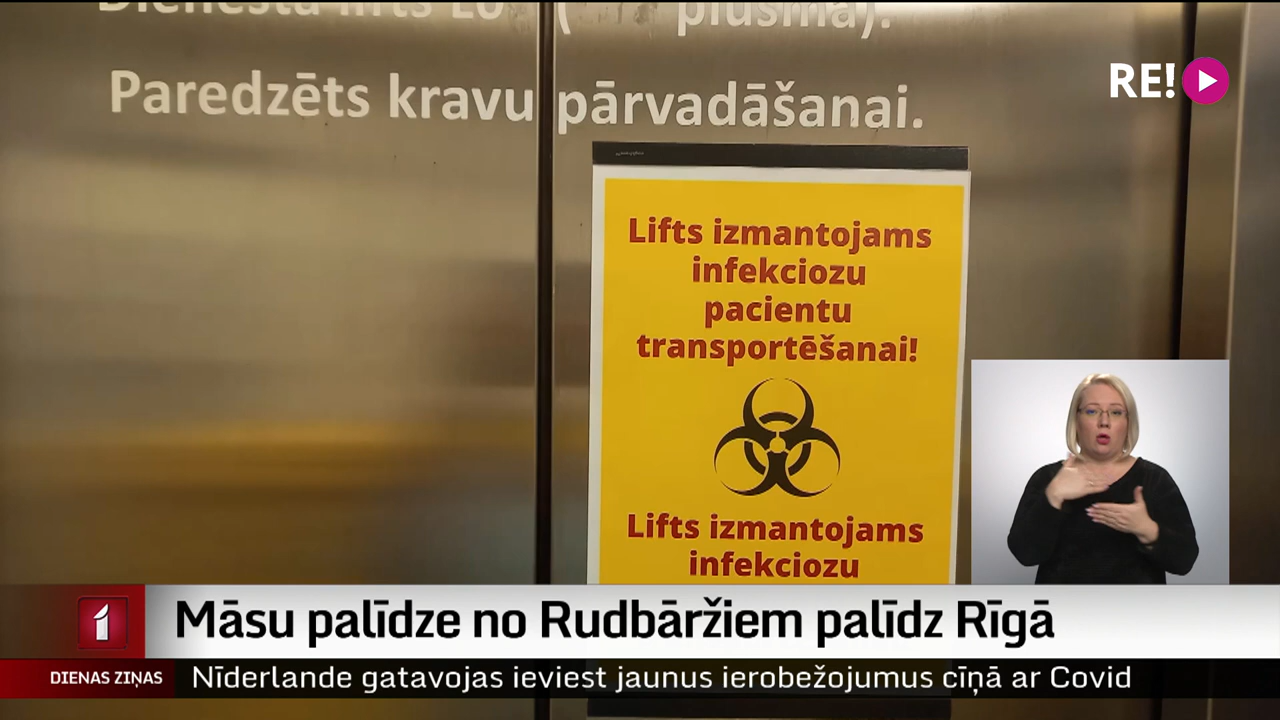 plūsma).
RE!
Paredzēts kravu pārvadāšanai.
Lifts izmantojams
infekciozu
pacientu
transportēšanai!
Lifts izmantojams
infekciozu
1
Māsu palīdze no Rudbāržiem palīdz Rīgā
DIENAS ZIŅAS
Nīderlande gatavojas ieviest jaunus ierobežojumus cīņā ar Covid